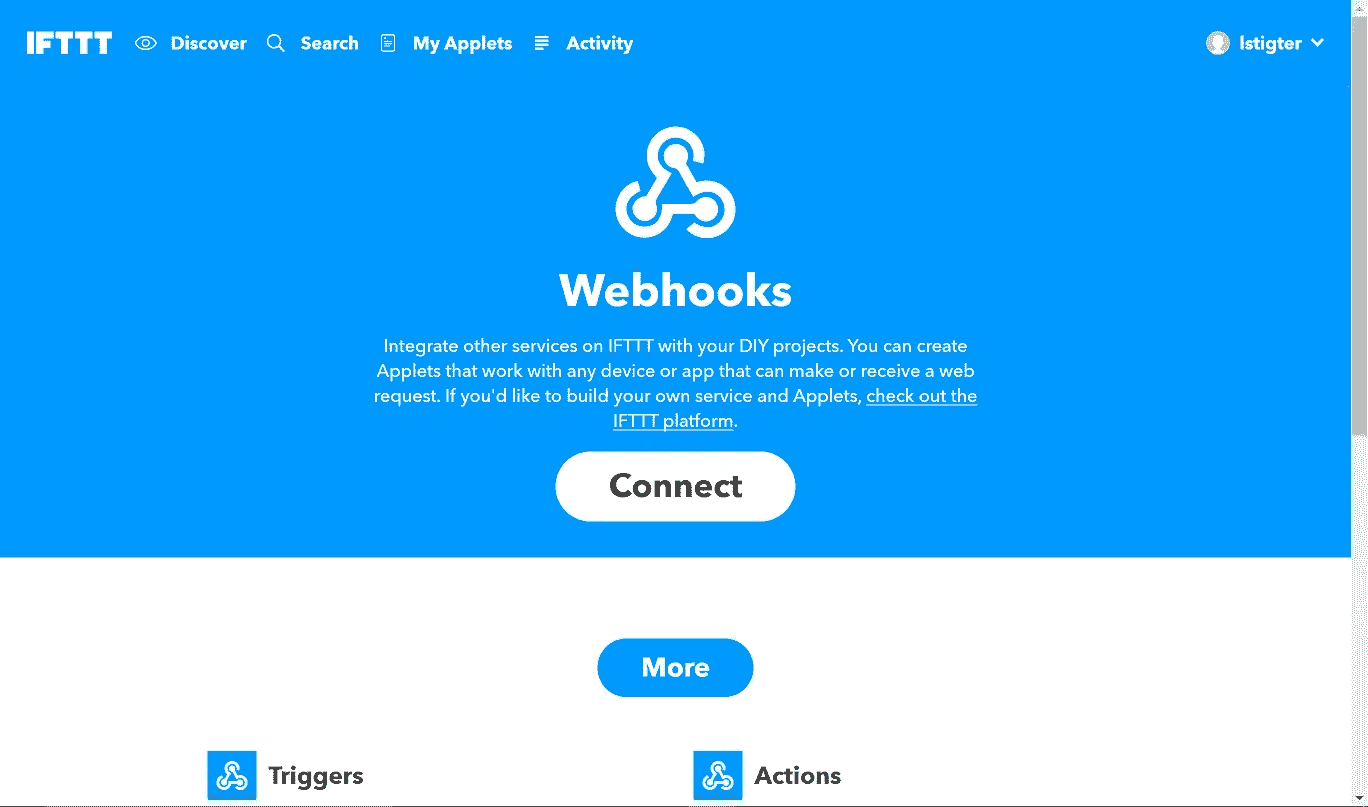 IFTTT Discover Search My Applets Activity lstigter
Webhooks
Integrate other services on IFTTT with your DIY projects. You can create
Applets that work with any device or app that can make or receive a web
request. If you'd like to build your own service and Applets, check out the
IFTTT platform.
Connect
More
Triggers Actions